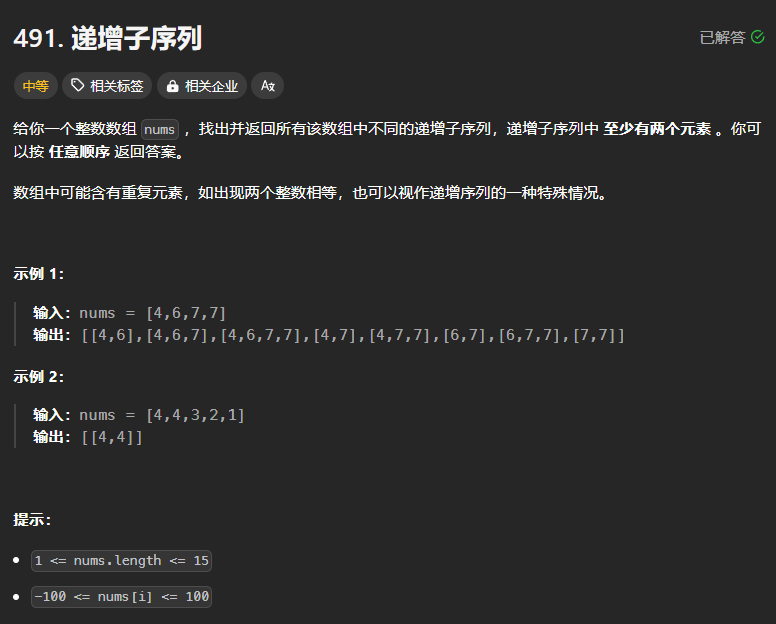 491. 递增子序列
已解答
中等 相关标签 相关企业 Aあ
给你一个整数数组 nums ，找出并返回所有该数组中不同的递增子序列，递增子序列中 至少有两个元素 。你可
以按 任意顺序 返回答案。
数组中可能含有重复元素，如出现两个整数相等，也可以视作递增序列的一种特殊情况。
示例 1：
输入：nums = [4,6,7,7]
输出：[[4,6],[4,6,7],[4,6,7,7],[4,7],[4,7,7],[6,7],[6,7,7],[7,7]]
示例 2：
输入：nums = [4,4,3,2,1]
输出：[[4,4]]
提示：
1 <= nums.length <= 15
-100 <= nums[i] <= 100